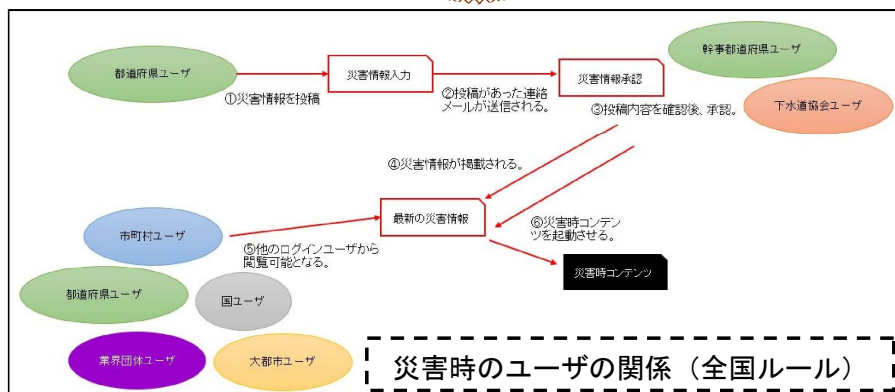 都道府県ユーザ
災害情報入力
災害情報承認
幹事都道府県ユーザ
下水道協会ユーザ
①災害情報を投稿
②投稿があった連絡
メールが送信される。
③投稿内容を確認後、承認。
④災害情報が掲載される。
市町村ユーザ
最新の災害情報
⑤他のログインユーザから
閲覧可能となる。
⑥災害時コンテン
ツを起動させる。
災害時コンテンツ
都道府県ユーザ
国ユーザ
業界団体ユーザ
大都市ユーザ
災害時のユーザの関係（全国ルール）